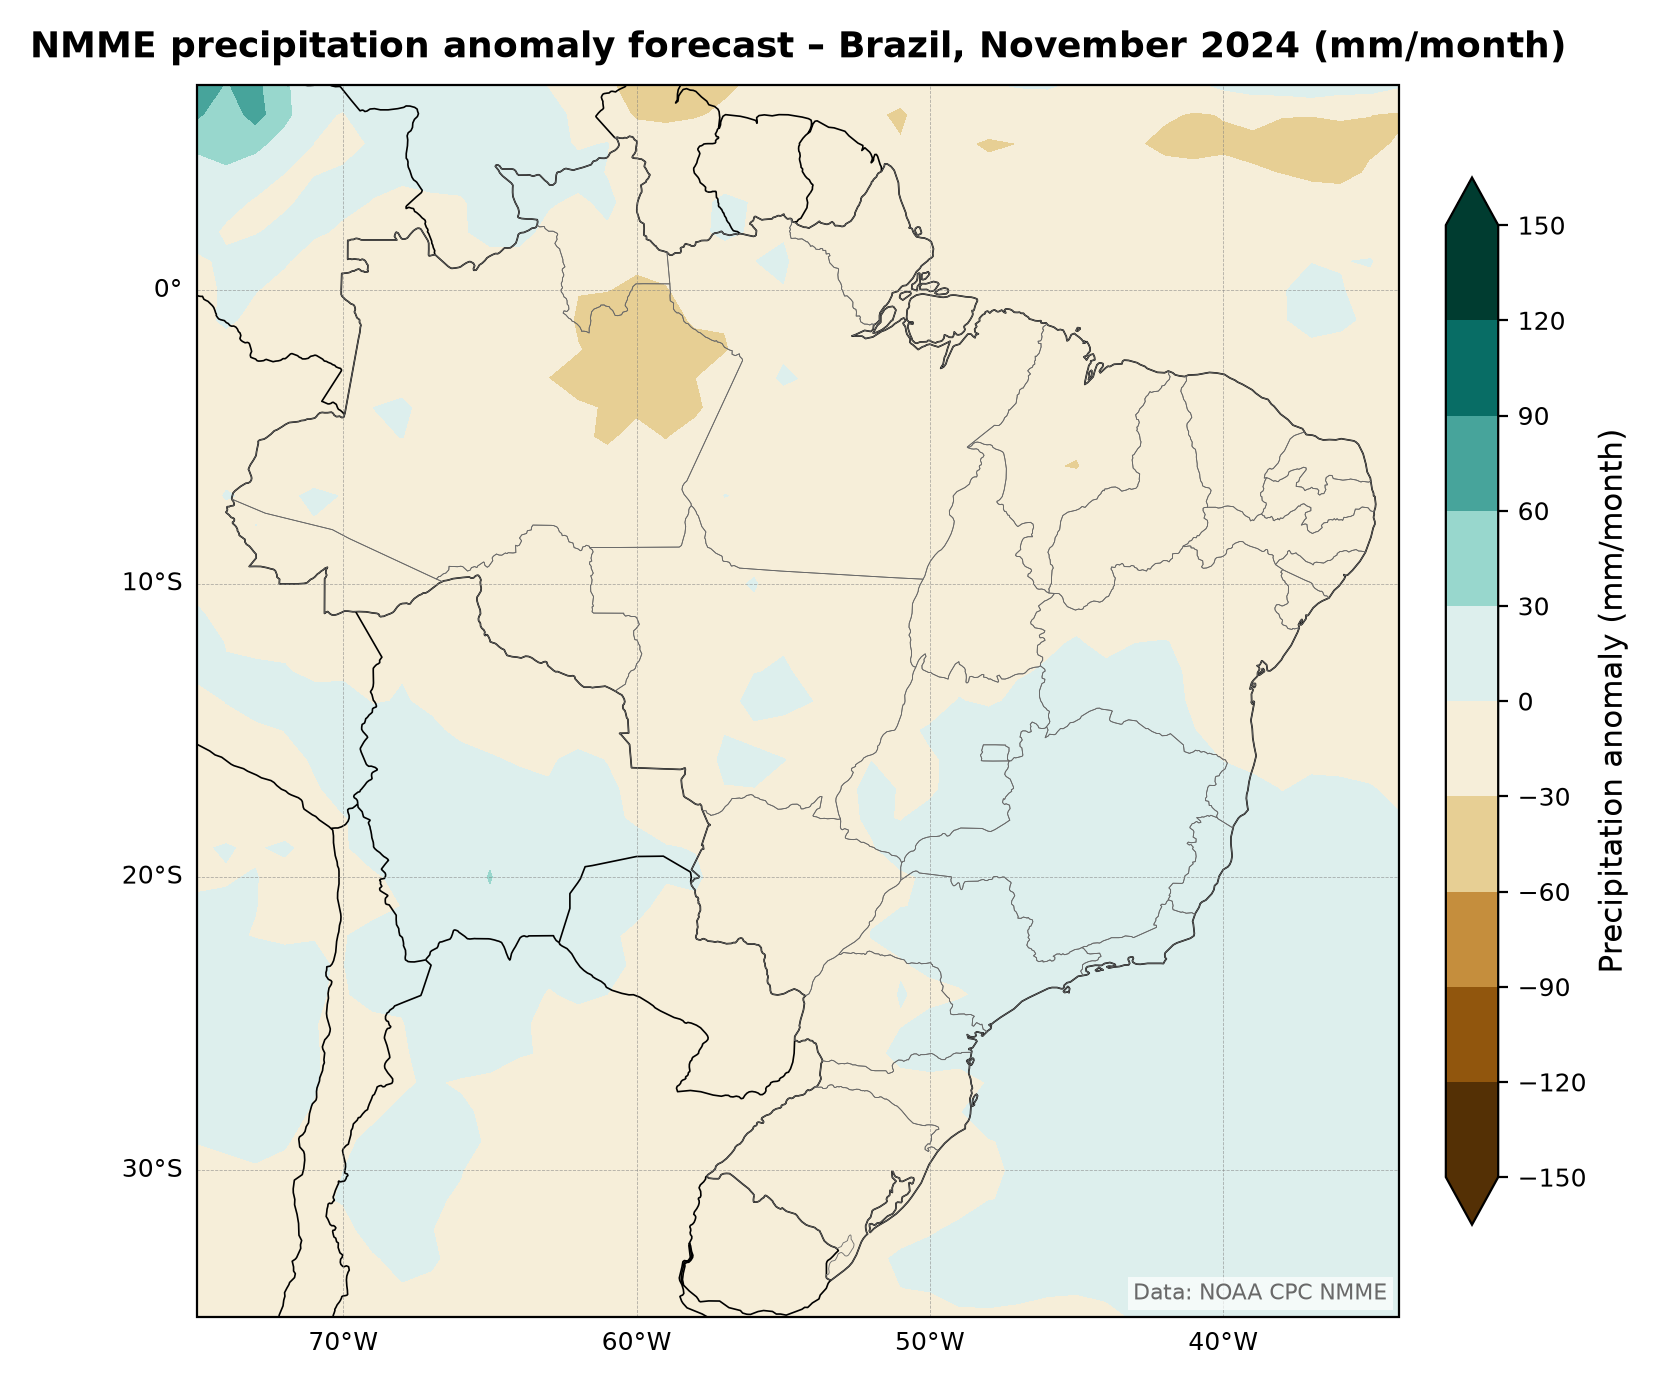 NMME precipitation anomaly forecast – Brazil, November 2024 (mm/month)
0°
10°S
20°S
30°S
70°W
60°W
50°W
40°W
150
120
90
60
30
0
−30
−60
−90
−120
−150
Precipitation anomaly (mm/month)
Data: NOAA CPC NMME